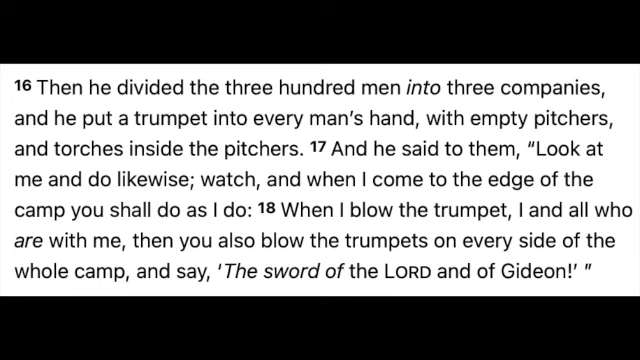 16 Then he divided the three hundred men into three companies,
and he put a trumpet into every man’s hand, with empty pitchers,
and torches inside the pitchers. 17 And he said to them, “Look at
me and do likewise; watch, and when I come to the edge of the
camp you shall do as I do: 18 When I blow the trumpet, I and all who
are with me, then you also blow the trumpets on every side of the
whole camp, and say, ‘The sword of the LORD and of Gideon!’ ”